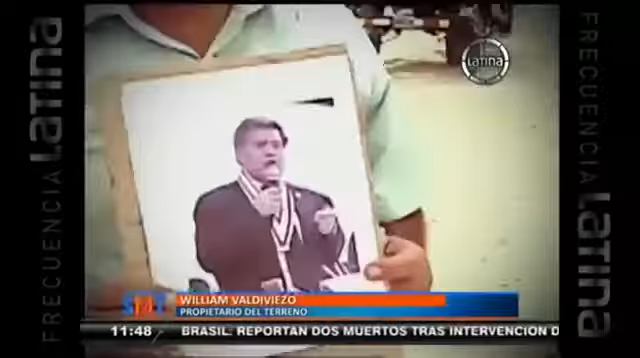 FRECUENCIA Latina
Latina
FRECUENCIA Latina
WILLIAM VALDIVIEZO
PROPIETARIO DEL TERRENO
11:48 BRASIL: REPORTAN DOS MUERTOS TRAS INTERVENCION D